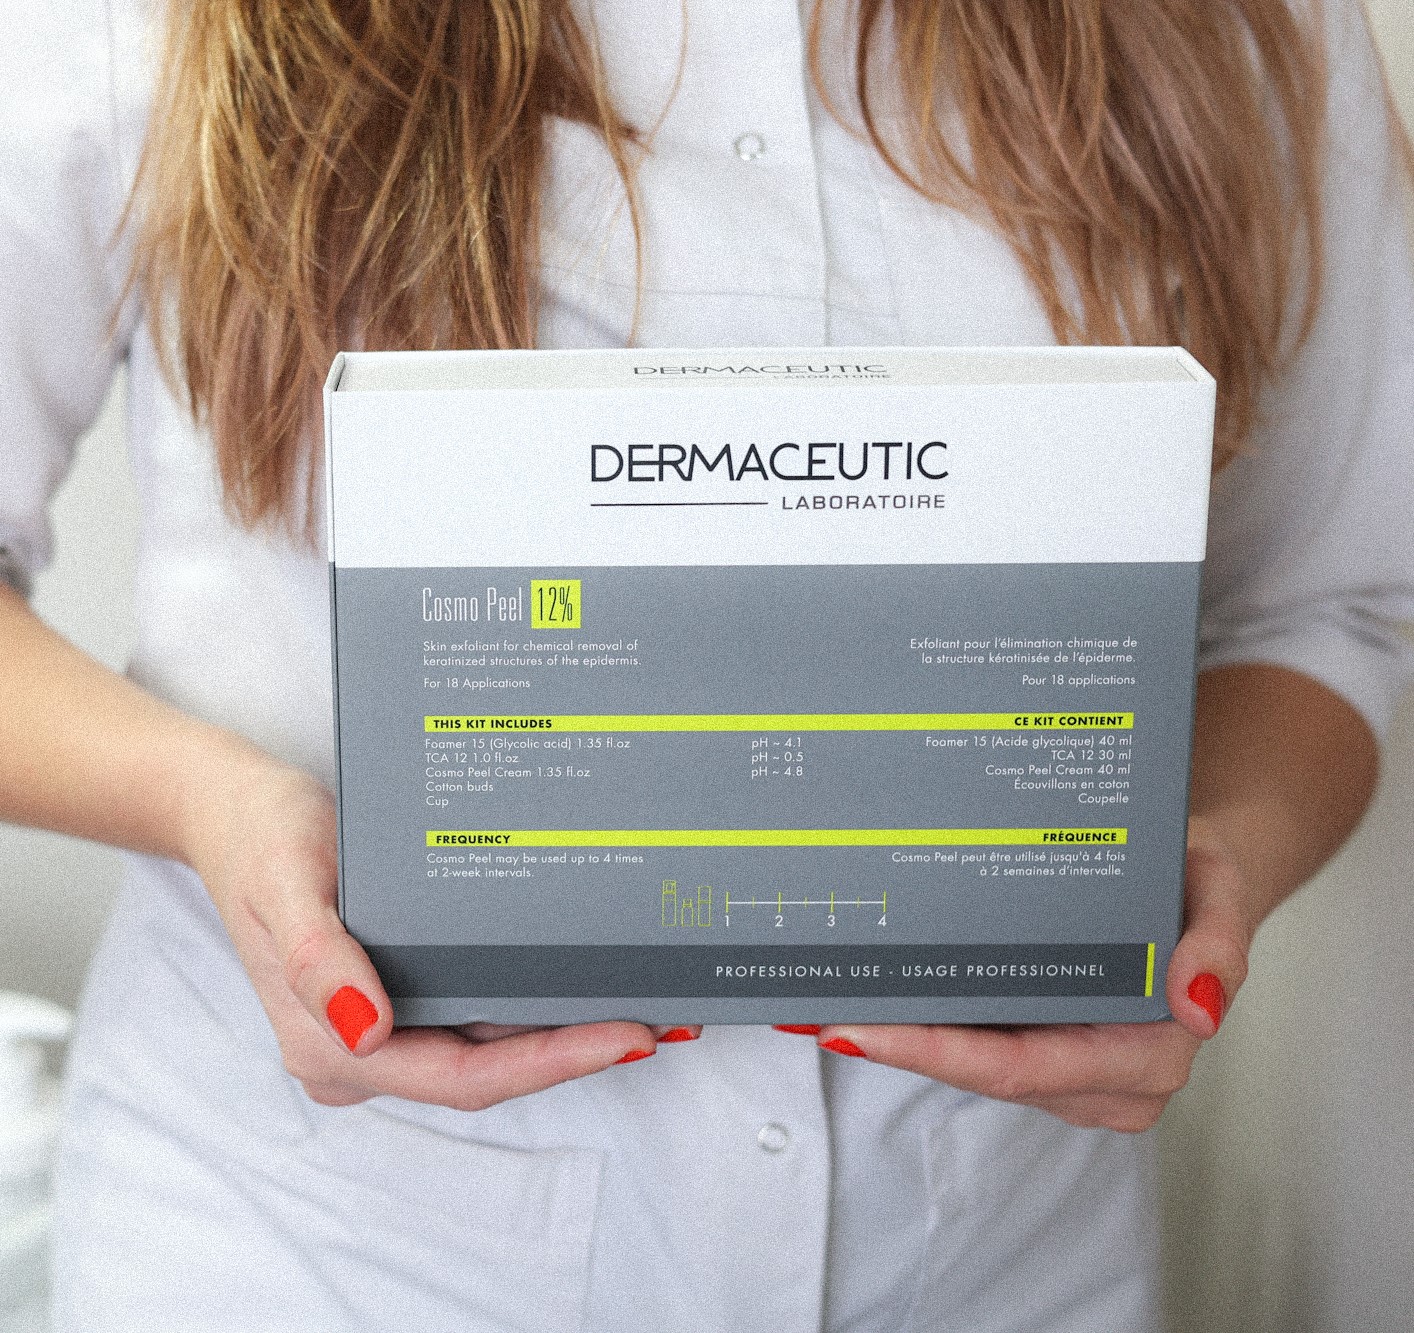 DERMACEUTIC
LABORATOIRE
DERMACEUTIC
LABORATOIRE
Cosmo Peel 12%
Skin exfoliant for chemical removal of
keratinized structures of the epidermis.
For 18 Applications
Exfoliant pour l'élimination chimique de
la structure kératinisée de l'épiderme.
Pour 18 applications
THIS KIT INCLUDES CE KIT CONTIENT
Foamer 15 (Glycolic acid) 1.35 fl.oz pH ~ 4.1 Foamer 15 (Acide glycolique) 40 ml
TCA 12 1.0 fl.oz pH ~ 0.5 TCA 12 30 ml
Cosmo Peel Cream 1.35 fl.oz pH ~ 4.8 Cosmo Peel Cream 40 ml
Cotton buds Écouvillons en coton
Cup Coupelle
FREQUENCY FRÉQUENCE
Cosmo Peel may be used up to 4 times
at 2-week intervals.
Cosmo Peel peut être utilisé jusqu'à 4 fois
à 2 semaines d'intervalle.
1 2 3 4
PROFESSIONAL USE - USAGE PROFESSIONNEL